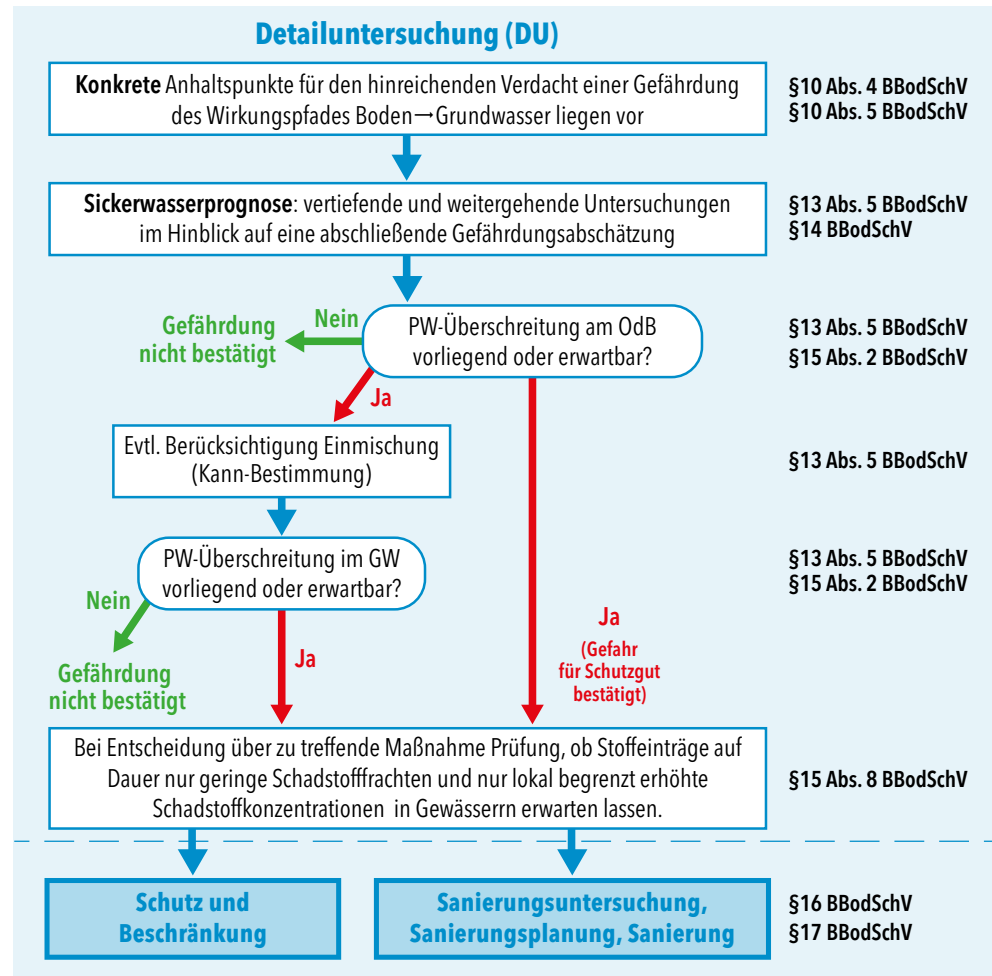 Detailuntersuchung (DU)
Konkrete Anhaltspunkte für den hinreichenden Verdacht einer Gefährdung
des Wirkungspfades Boden→Grundwasser liegen vor
§10 Abs. 4 BBodSchV
§10 Abs. 5 BBodSchV
Sickerwasserprognose: vertiefende und weitergehende Untersuchungen
im Hinblick auf eine abschließende Gefährdungsabschätzung
§13 Abs. 5 BBodSchV
§14 BBodSchV
PW-Überschreitung am OdB
vorliegend oder erwartbar?
§13 Abs. 5 BBodSchV
§15 Abs. 2 BBodSchV
Nein
Gefährdung
nicht bestätigt
Ja
Evtl. Berücksichtigung Einmischung
(Kann-Bestimmung)
§13 Abs. 5 BBodSchV
PW-Überschreitung im GW
vorliegend oder erwartbar?
§13 Abs. 5 BBodSchV
§15 Abs. 2 BBodSchV
Nein
Gefährdung
nicht bestätigt
Ja
Ja
(Gefahr
für Schutzgut
bestätigt)
Bei Entscheidung über zu treffende Maßnahme Prüfung, ob Stoffeinträge auf
Dauer nur geringe Schadstofffrachten und nur lokal begrenzt erhöhte
Schadstoffkonzentrationen in Gewässerrn erwarten lassen.
§15 Abs. 8 BBodSchV
Schutz und
Beschränkung
Sanierungsuntersuchung,
Sanierungsplanung, Sanierung
§16 BBodSchV
§17 BBodSchV